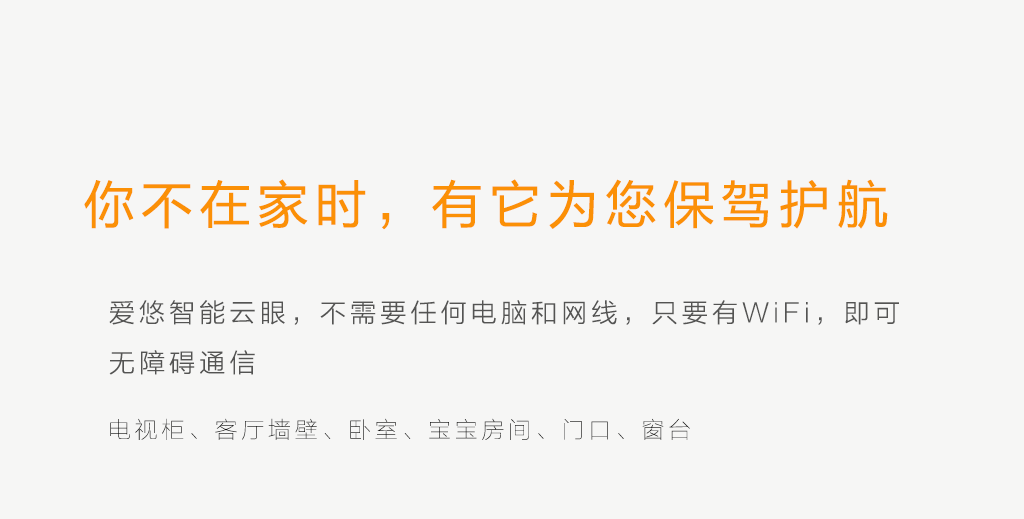 你不在家时，有它为您保驾护航
爱悠智能云眼，不需要任何电脑和网线，只要有WiFi，即可
无障碍通信
电视柜、客厅墙壁、卧室、宝宝房间、门口、窗台